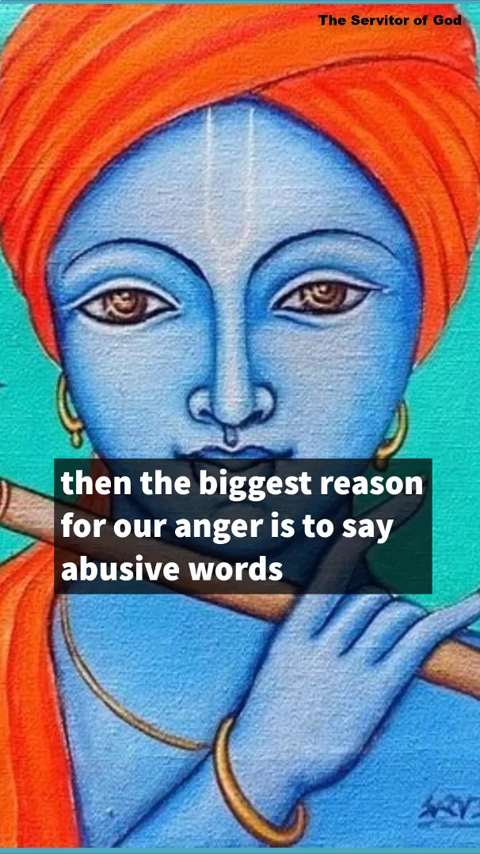 The Servitor of God
then the biggest reason
for our anger is to say
abusive words